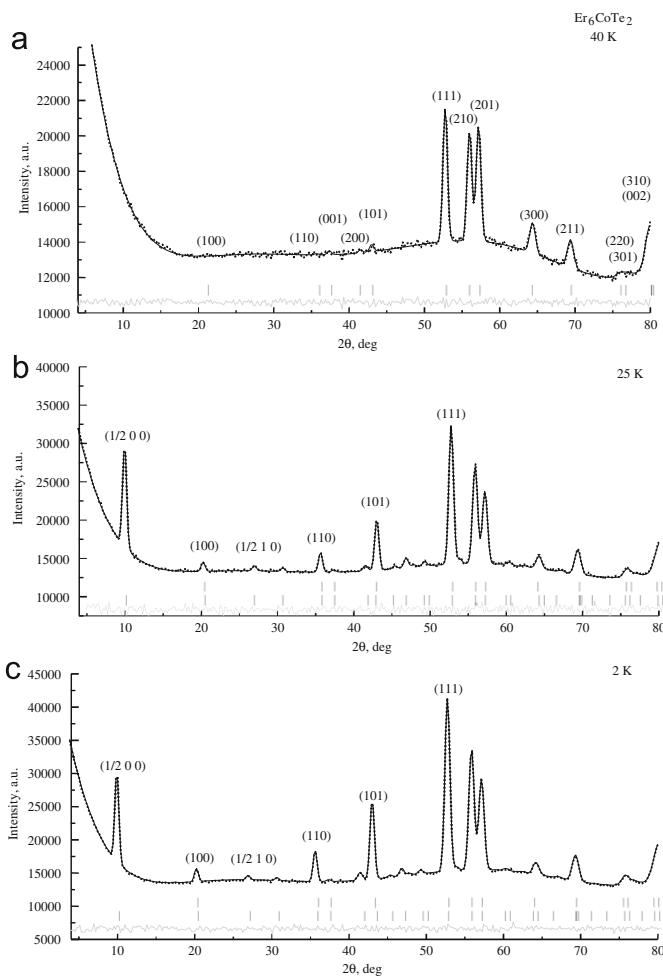 a
Er6CoTe2
40 K
24000
22000
20000
18000
16000
14000
12000
10000
Intensity, a.u.
(100)
(110)
(001)
(200)
(101)
(111)
(210)
(201)
(300)
(211)
(220)
(301)
(310)
(002)
10 20 30 40 50 60 70 80
2θ, deg
b
25 K
40000
35000
30000
25000
20000
15000
10000
Intensity, a.u.
(1/2 0 0)
(100)
(1/2 1 0)
(110)
(101)
(111)
10 20 30 40 50 60 70 80
2θ, deg
c
2 K
45000
40000
35000
30000
25000
20000
15000
10000
5000
Intensity, a.u.
(1/2 0 0)
(100)
(1/2 1 0)
(110)
(101)
(111)
10 20 30 40 50 60 70 80
2θ, deg